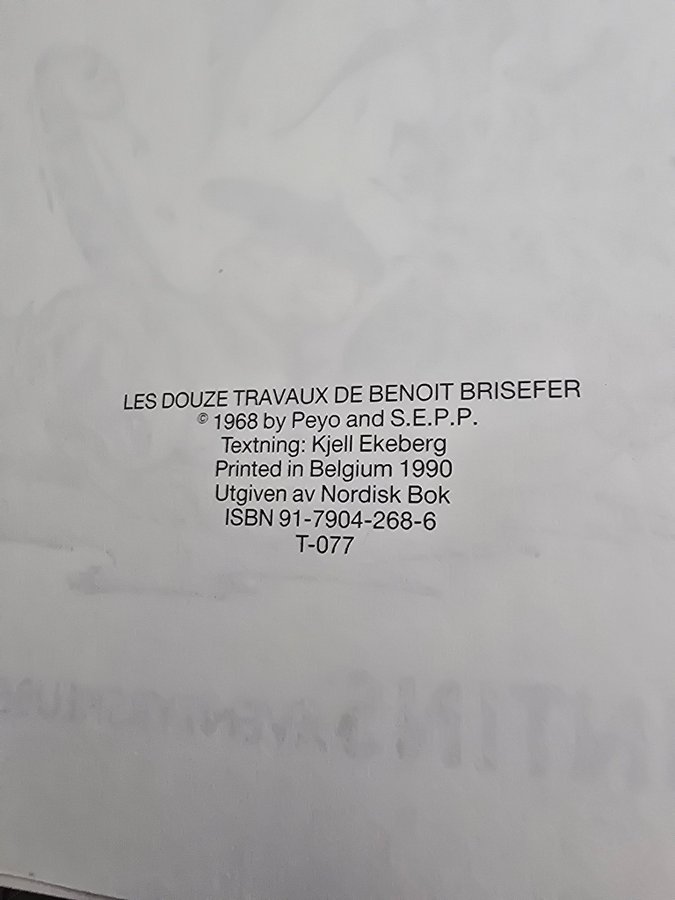 LES DOUZE TRAVAUX DE BENOIT BRISEFER
© 1968 by Peyo and S.E.P.P.
Textning: Kjell Ekeberg
Printed in Belgium 1990
Utgiven av Nordisk Bok
ISBN 91-7904-268-6
T-077